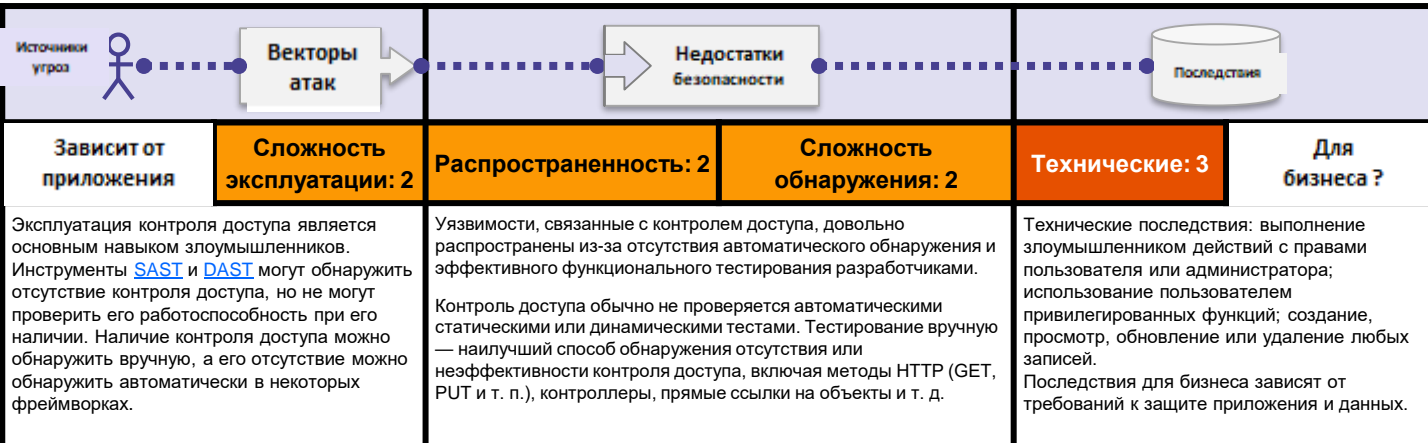 Источники
угроз
Векторы
атак
Недостатки
безопасности
Последствия
Зависит от
приложения
Сложность
эксплуатации: 2
Распространенность: 2
Сложность
обнаружения: 2
Технические: 3
Для
бизнеса ?
Эксплуатация контроля доступа является
основным навыком злоумышленников.
Инструменты SAST и DAST могут обнаружить
отсутствие контроля доступа, но не могут
проверить его работоспособность при его
наличии. Наличие контроля доступа можно
обнаружить вручную, а его отсутствие можно
обнаружить автоматически в некоторых
фреймворках.
Уязвимости, связанные с контролем доступа, довольно
распространены из-за отсутствия автоматического обнаружения и
эффективного функционального тестирования разработчиками.
Контроль доступа обычно не проверяется автоматическими
статическими или динамическими тестами. Тестирование вручную
— наилучший способ обнаружения отсутствия или
неэффективности контроля доступа, включая методы HTTP (GET,
PUT и т. п.), контроллеры, прямые ссылки на объекты и т. д.
Технические последствия: выполнение
злоумышленником действий с правами
пользователя или администратора;
использование пользователем
привилегированных функций; создание,
просмотр, обновление или удаление любых
записей.
Последствия для бизнеса зависят от
требований к защите приложения и данных.